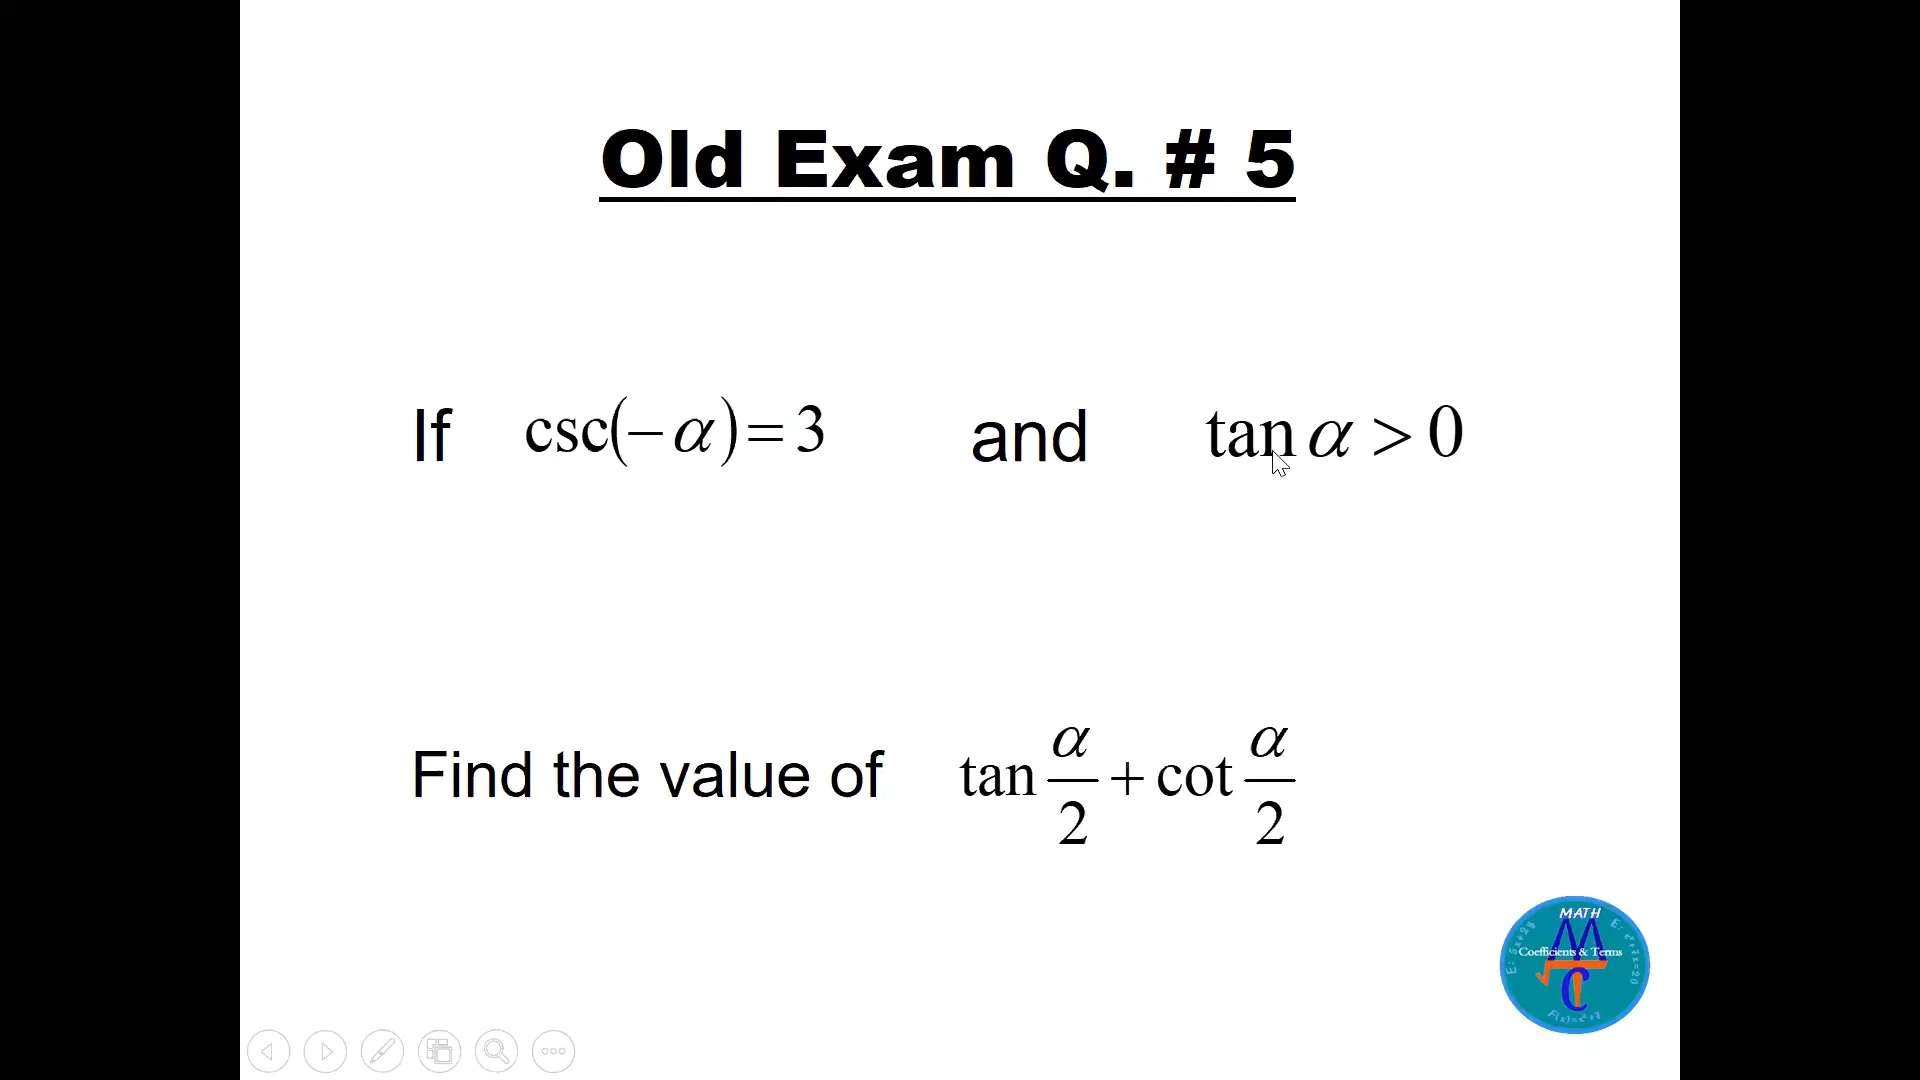 Old Exam Q. # 5
If csc(−α)=3 and tan α > 0
Find the value of tan α/2 + cot α/2
MATH
Coefficients & Terms